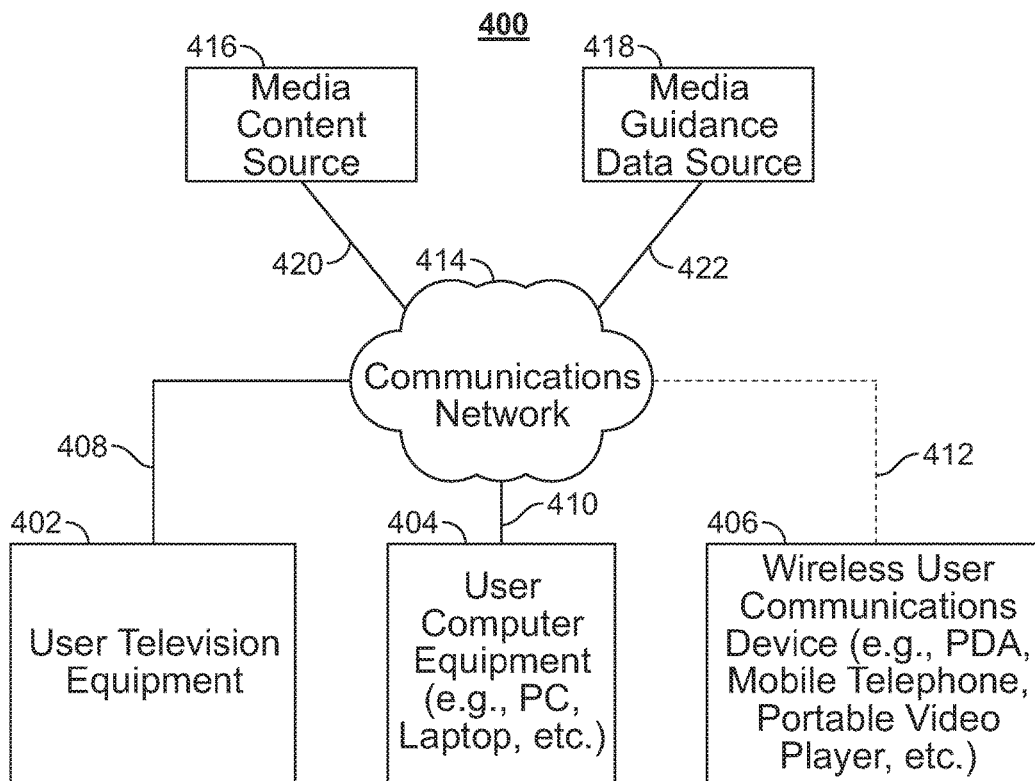 400
416
Media
Content
Source
418
Media
Guidance
Data Source
420
414
422
Communications
Network
408
412
402
User Television
Equipment
404
410
User
Computer
Equipment
(e.g., PC,
Laptop, etc.)
406
Wireless User
Communications
Device (e.g., PDA,
Mobile Telephone,
Portable Video
Player, etc.)